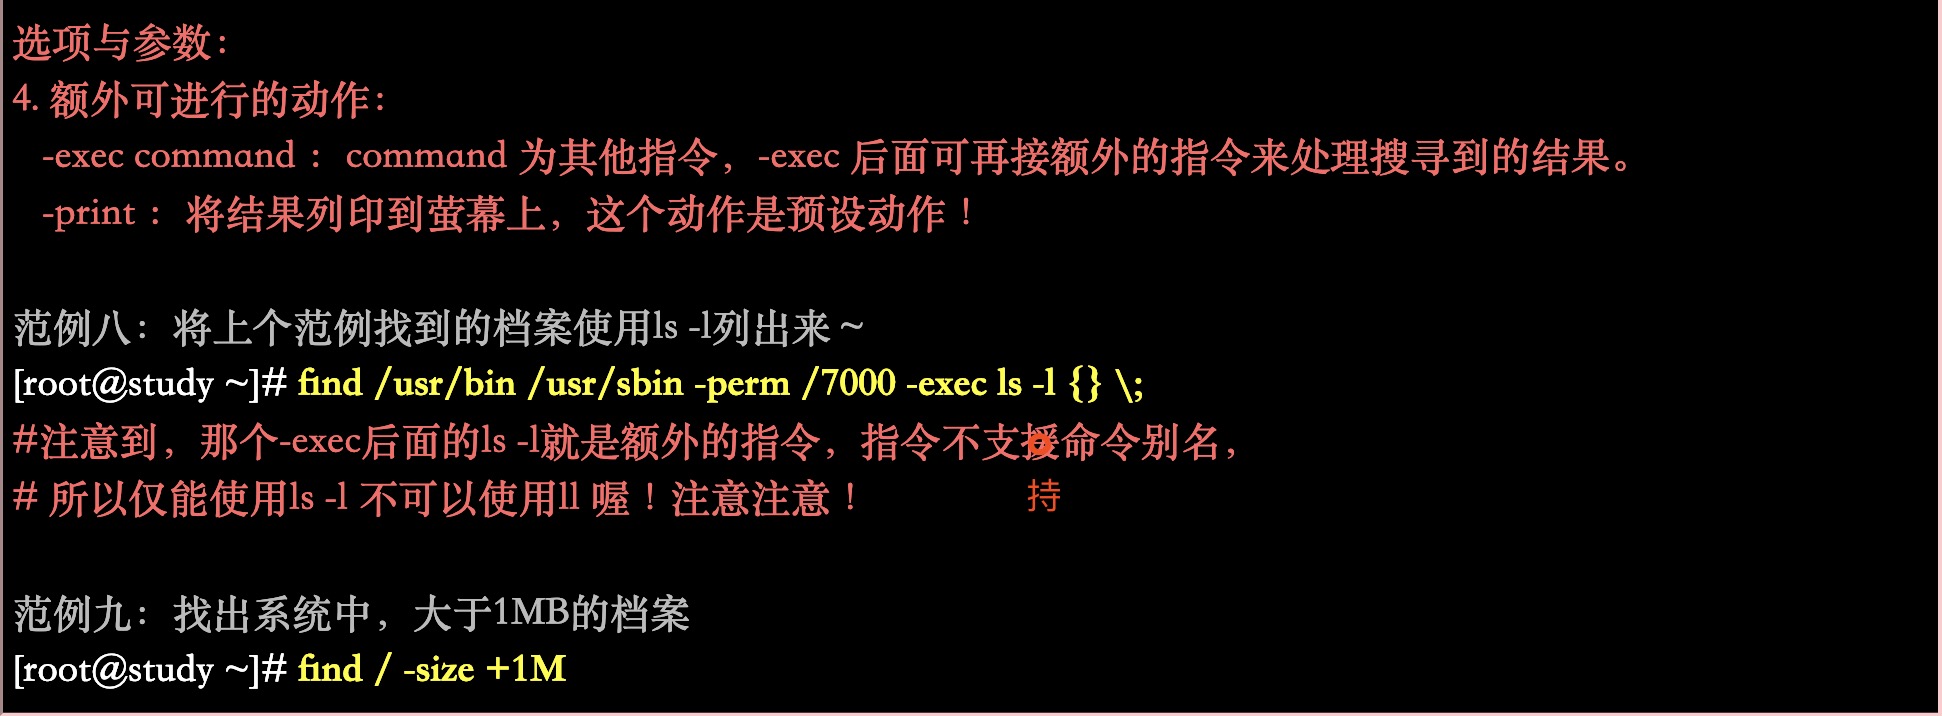 选项与参数：
4. 额外可进行的动作：
-exec command ：command 为其他指令，-exec 后面可再接额外的指令来处理搜寻到的结果。
-print ：将结果列印到萤幕上，这个动作是预设动作！
范例八：将上个范例找到的档案使用ls -l列出来～
[root@study ~]# find /usr/bin /usr/sbin -perm /7000 -exec ls -l {} \;
#注意到，那个-exec后面的ls -l就是额外的指令，指令不支援命令别名，
# 所以仅能使用ls -l 不可以使用ll 喔！注意注意！
持
范例九：找出系统中，大于1MB的档案
[root@study ~]# find / -size +1M